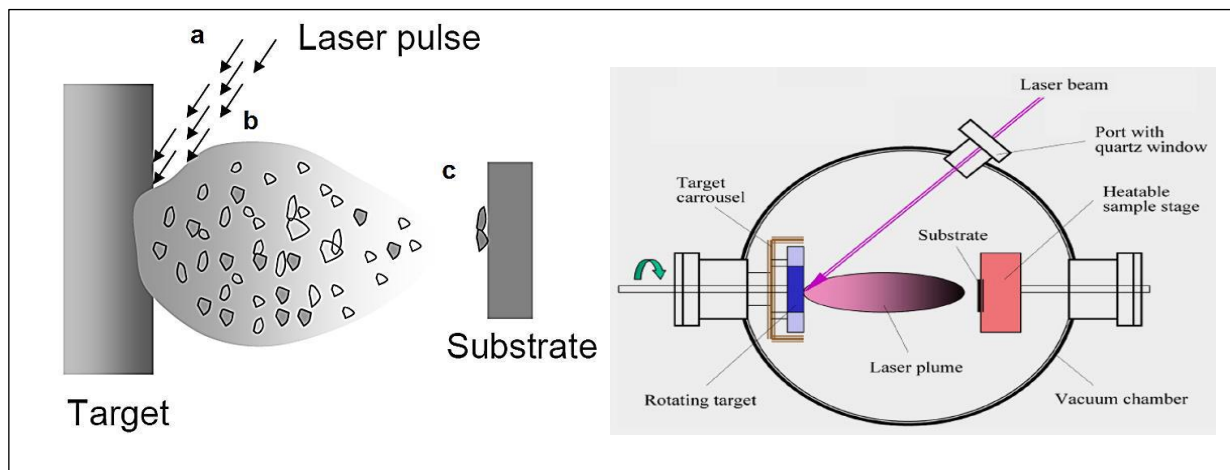 a
Laser pulse
b
c
Substrate
Target
Laser beam
Port with
quartz window
Target
carrousel
Heatable
sample stage
Substrate
Laser plume
Rotating target
Vacuum chamber